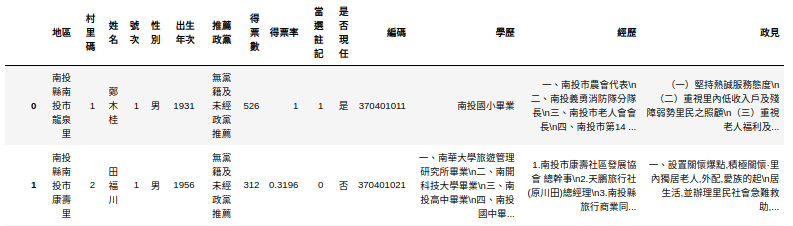 地區 村里碼 姓名 號次 性別 出生年次 推薦政黨 得票數 得票率 當選註記 是否現任 編碼 學歷 經歷 政見
0 南投縣南投市龍泉里 1 鄭木桂 1 男 1931 無黨籍及未經政黨推薦 526 1 1 是 370401011 南投國小畢業 一、南投市農會代表\n二、南投義勇消防隊分隊長\n三、南投市老人會會長\n四、南投市第14 ... （一）堅持熱誠服務態度\n（二）重視里內低收入戶及殘障弱勢里民之照顧\n（三）重視老人福利及...
1 南投縣南投市康壽里 2 田福川 1 男 1956 無黨籍及未經政黨推薦 312 0.3196 0 否 370401021 一、南華大學旅遊管理研究所畢業\n二、南開科技大學畢業\n三、南投高中畢業\n四、南投國中畢... 1.南投市康壽社區發展協會 總幹事\n2.天鵬旅行社(原川田)總經理\n3.南投縣旅行商業同... 一、設置關懷爆點.積極關懷·里內獨居老人,外配,愛族的起\n居生活,並辦理里民社會急難救助,...